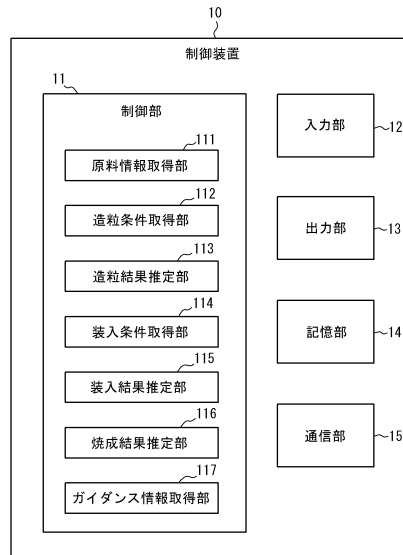 10
制御装置
11
制御部
111
原料情報取得部
112
造粒条件取得部
113
造粒結果推定部
114
装入条件取得部
115
装入結果推定部
116
焼成結果推定部
117
ガイダンス情報取得部
入力部
12
出力部
13
記憶部
14
通信部
15